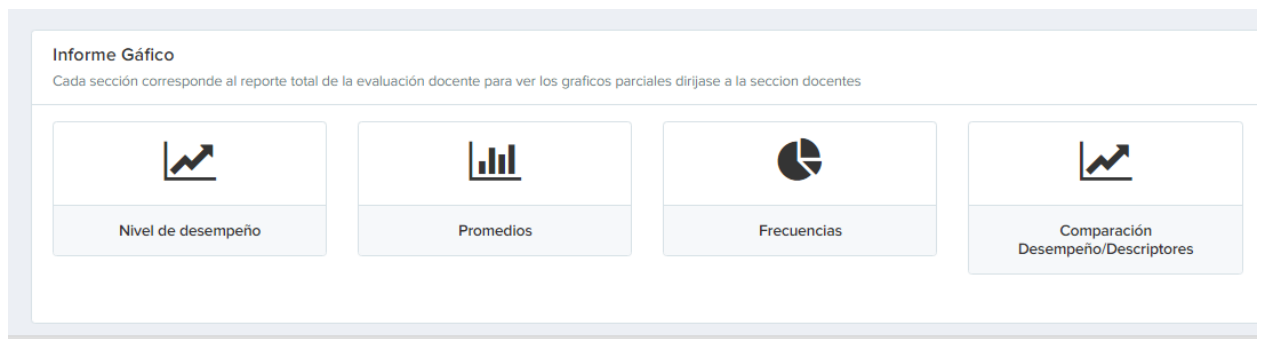 Informe Gáfico
Cada sección corresponde al reporte total de la evaluación docente para ver los graficos parciales dirijase a la seccion docentes
Nivel de desempeño
Promedios
Frecuencias
Comparación
Desempeño/Descriptores